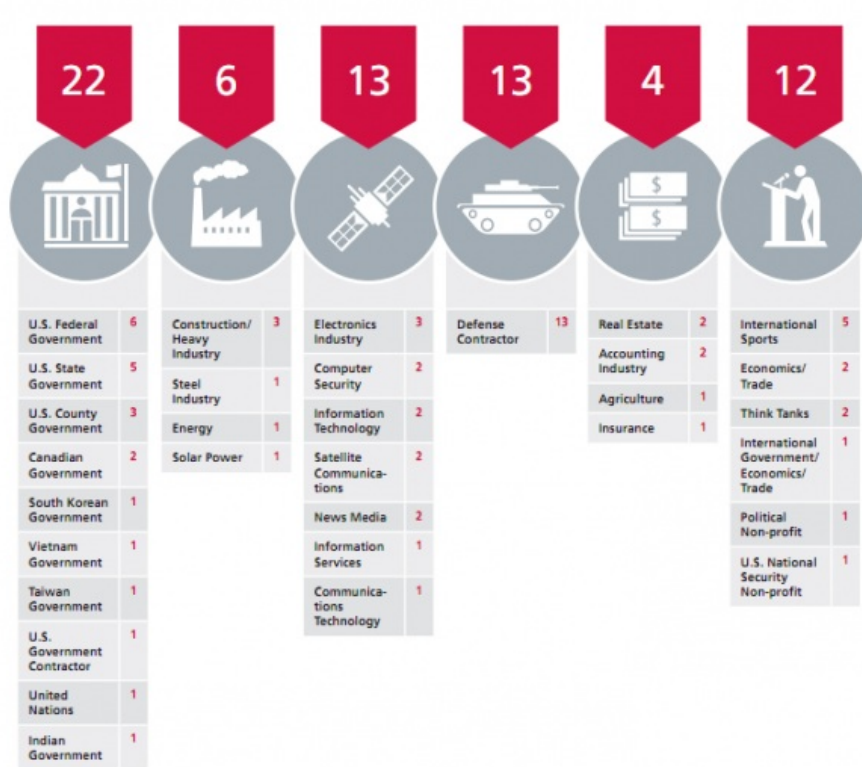 22
6
13
13
4
12
$
$
U.S. Federal 6
Government
U.S. State 5
Government
U.S. County 3
Government
Canadian 2
Government
South Korean 1
Government
Vietnam 1
Government
Taiwan 1
Government
U.S. 1
Government
Contractor
United 1
Nations
Indian 1
Government
Construction/ 3
Heavy
Industry
Steel 1
Industry
Energy 1
Solar Power 1
Electronics 3
Industry
Computer 2
Security
Information 2
Technology
Satellite 2
Communica-
tions
News Media 2
Information 1
Services
Communica- 1
tions
Technology
Defense 13
Contractor
Real Estate 2
Accounting 2
Industry
Agriculture 1
Insurance 1
International 5
Sports
Economics/ 2
Trade
Think Tanks 2
International 1
Government/
Economics/
Trade
Political 1
Non-profit
U.S. National 1
Security
Non-profit